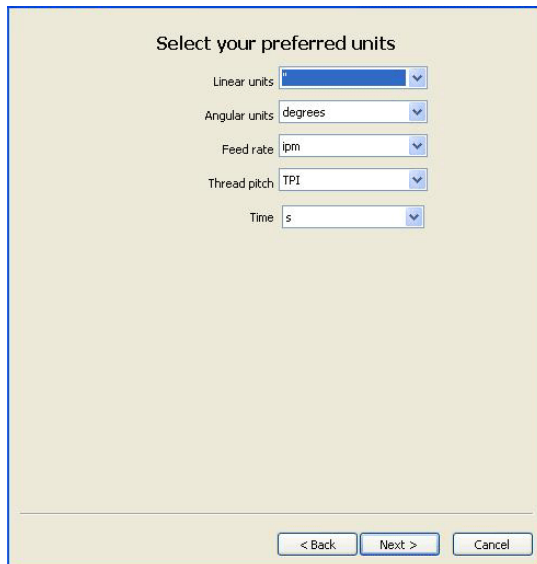 Select your preferred units
Linear units "
Angular units degrees
Feed rate ipm
Thread pitch TPI
Time s
< Back Next > Cancel